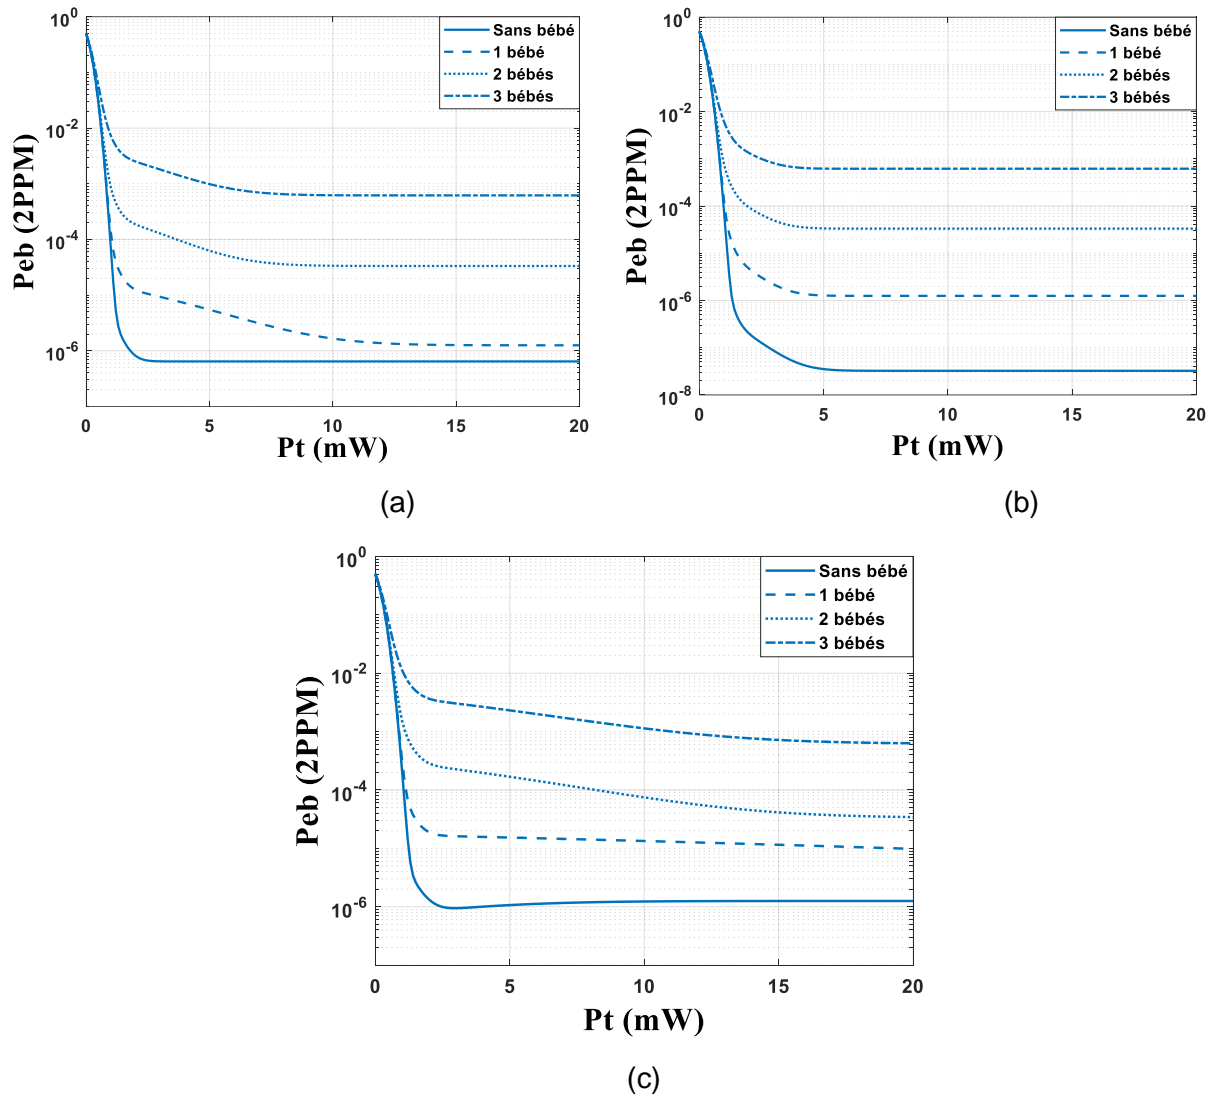 Sans bébé
1 bébé
2 bébés
3 bébés
10^0
10^-2
10^-4
10^-6
Peb (2PPM)
0 5 10 15 20
Pt (mW)
(a)
Sans bébé
1 bébé
2 bébés
3 bébés
10^0
10^-2
10^-4
10^-6
10^-8
Peb (2PPM)
0 5 10 15 20
Pt (mW)
(b)
Sans bébé
1 bébé
2 bébés
3 bébés
10^0
10^-2
10^-4
10^-6
Peb (2PPM)
0 5 10 15 20
Pt (mW)
(c)